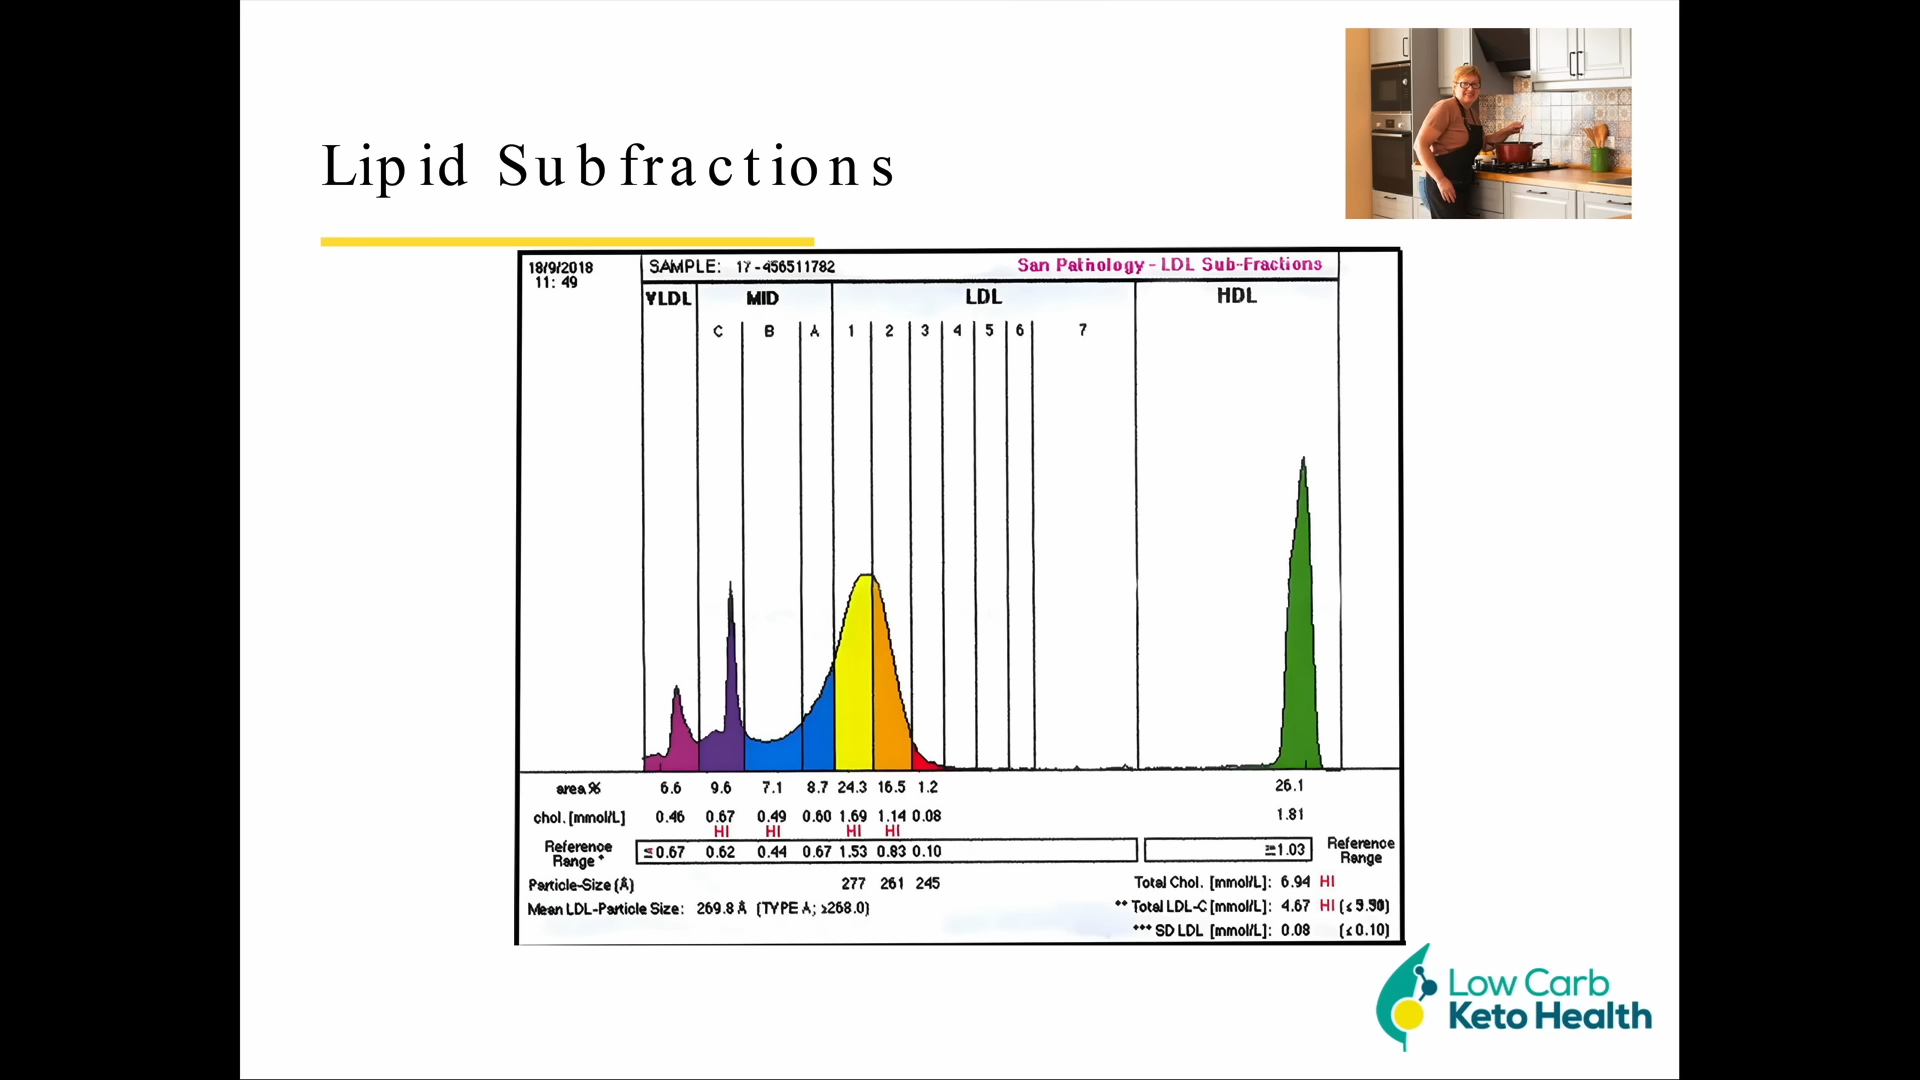 Lipid Subfractions
18/9/2018
11: 49
SAMPLE: 17-456511782
San Pathology - LDL Sub-Fractions
VLDL MID LDL HDL
C B A 1 2 3 4 5 6 7
area% 6.6 9.6 7.1 8.7 24.3 16.5 1.2 26.1
chol. [mmol/L] 0.46 0.67 0.49 0.60 1.69 1.14 0.08 1.81
HI HI HI HI
Reference Range * ≤0.67 0.62 0.44 0.67 1.53 0.83 0.10 ≥1.03 Reference Range
Particle-Size (Å) 277 261 245
Total Chol. [mmol/L]: 6.94 HI
Mean LDL-Particle Size: 269.8 Å (TYPE A; ≥268.0)
** Total LDL-C [mmol/L]: 4.67 HI
*** SD LDL [mmol/L]: 0.08 (≤0.10)
Low Carb
Keto Health